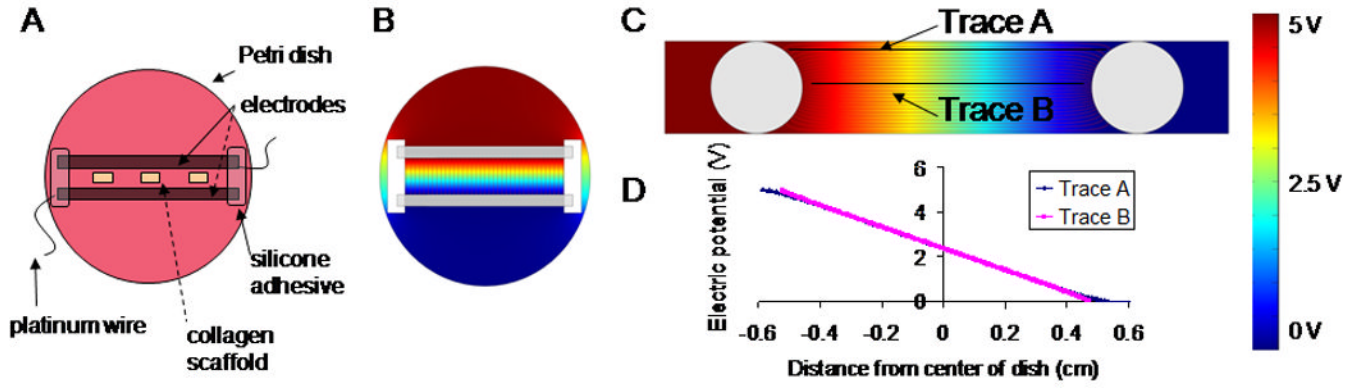 A
Petri dish
electrodes
silicone
adhesive
platinum wire
collagen
scaffold
B
C
Trace A
Trace B
5 V
2.5 V
0 V
D
Electric potential (V)
6
4
2
0
-0.6 -0.4 -0.2 0 0.2 0.4 0.6
Distance from center of dish (cm)
Trace A
Trace B